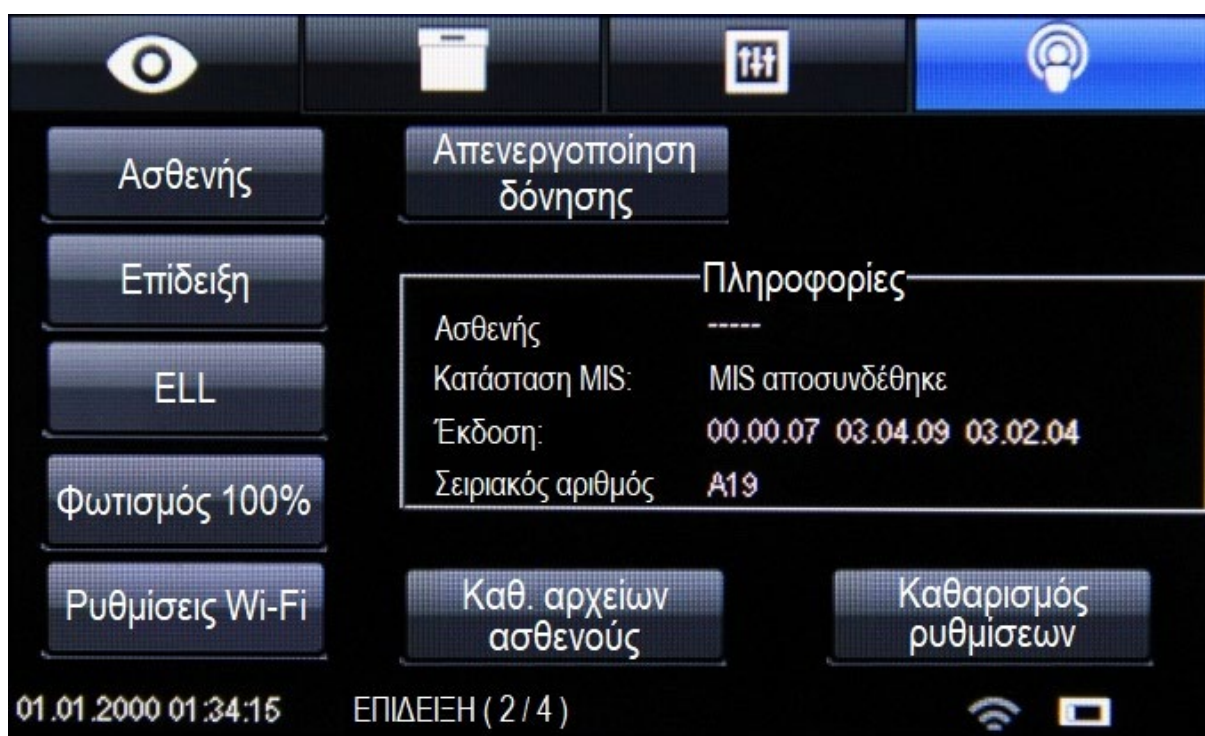 Ασθενής
Απενεργοποίηση
δόνησης
Επίδειξη
ELL
Φωτισμός 100%
Ρυθμίσεις Wi-Fi
Πληροφορίες
Ασθενής -----
Κατάσταση MIS: MIS αποσυνδέθηκε
Έκδοση: 00.00.07 03.04.09 03.02.04
Σειριακός αριθμός A19
Καθ. αρχείων
ασθενούς
Καθαρισμός
ρυθμίσεων
01.01.2000 01:34:15 ΕΠΙΔΕΙΞΗ ( 2 / 4 )